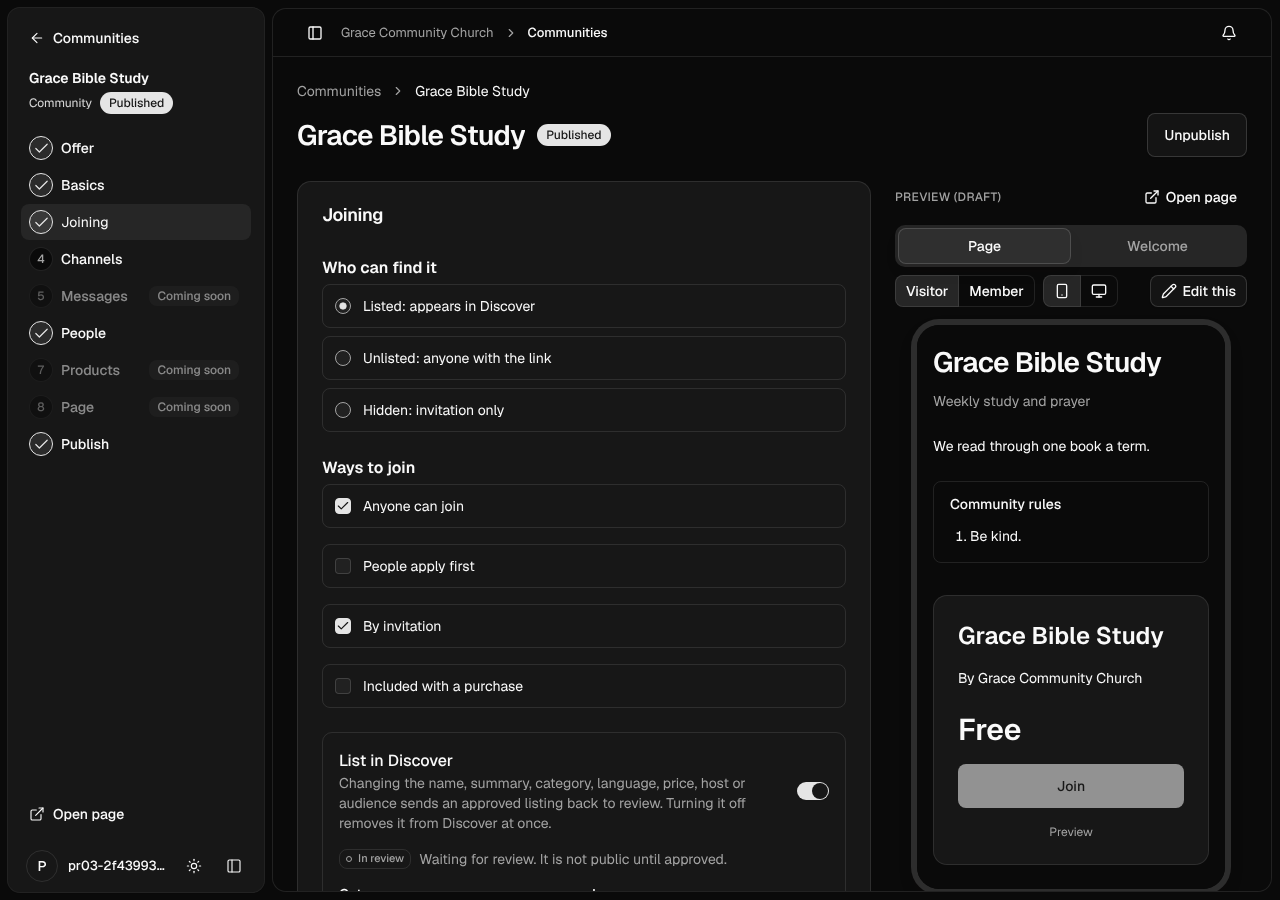 Communities
Grace Bible Study
Community Published
Offer
Basics
Joining
4 Channels
5 Messages Coming soon
People
7 Products Coming soon
8 Page Coming soon
Publish
Open page
P pr03-2f43993...
Grace Community Church > Communities
Communities > Grace Bible Study
Grace Bible Study Published
Unpublish
Joining
Who can find it
Listed: appears in Discover
Unlisted: anyone with the link
Hidden: invitation only
Ways to join
Anyone can join
People apply first
By invitation
Included with a purchase
List in Discover
Changing the name, summary, category, language, price, host or
audience sends an approved listing back to review. Turning it off
removes it from Discover at once.
In review Waiting for review. It is not public until approved.
PREVIEW (DRAFT) Open page
Page Welcome
Visitor Member Edit this
Grace Bible Study
Weekly study and prayer
We read through one book a term.
Community rules
1. Be kind.
Grace Bible Study
By Grace Community Church
Free
Join
Preview